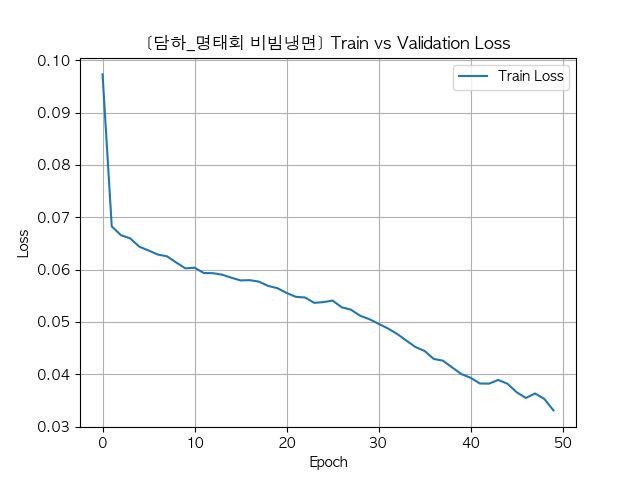 [담하_명태회 비빔냉면] Train vs Validation Loss
Train Loss
0.10
0.09
0.08
0.07
0.06
0.05
0.04
0.03
Loss
0 10 20 30 40 50
Epoch